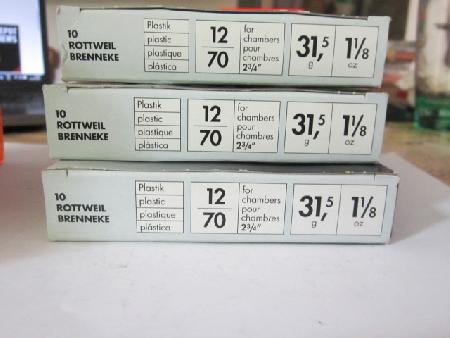 10
ROTTWEIL
BRENNEKE
Plastik
plastic
plastique
plástica
12
70
for
chambers
pour
chambres
2¾"
31,5
g
1⅛
oz
10
ROTTWEIL
BRENNEKE
Plastik
plastic
plastique
plástica
12
70
for
chambers
pour
chambres
2¾"
31,5
g
1⅛
oz
10
ROTTWEIL
BRENNEKE
Plastik
plastic
plastique
plástica
12
70
for
chambers
pour
chambres
2¾"
31,5
g
1⅛
oz